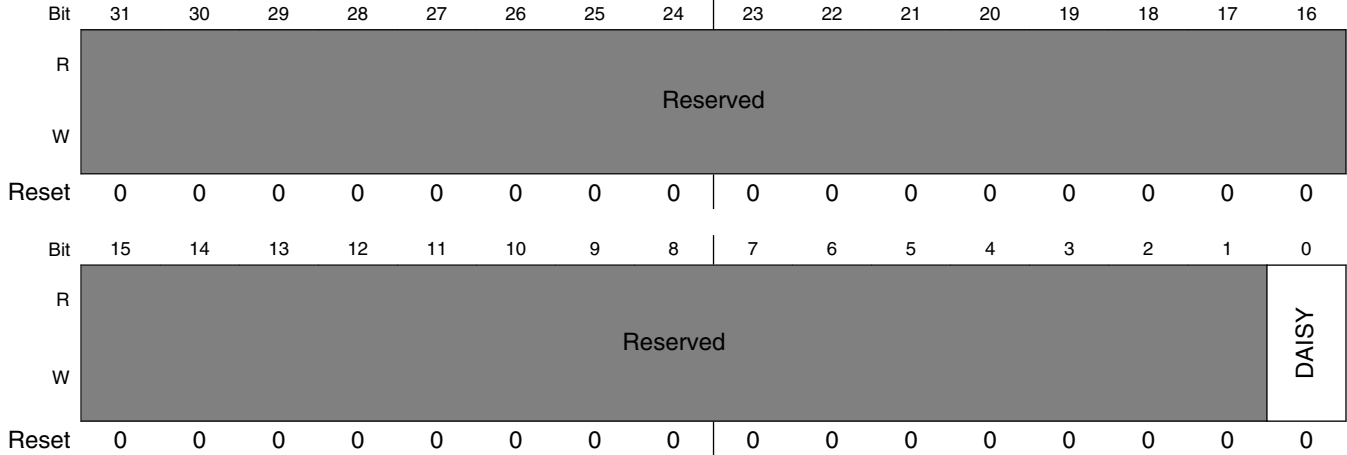 Bit 31 30 29 28 27 26 25 24 23 22 21 20 19 18 17 16
R
Reserved
W
Reset 0 0 0 0 0 0 0 0 0 0 0 0 0 0 0 0
Bit 15 14 13 12 11 10 9 8 7 6 5 4 3 2 1 0
R
Reserved
DAISY
W
Reset 0 0 0 0 0 0 0 0 0 0 0 0 0 0 0 0